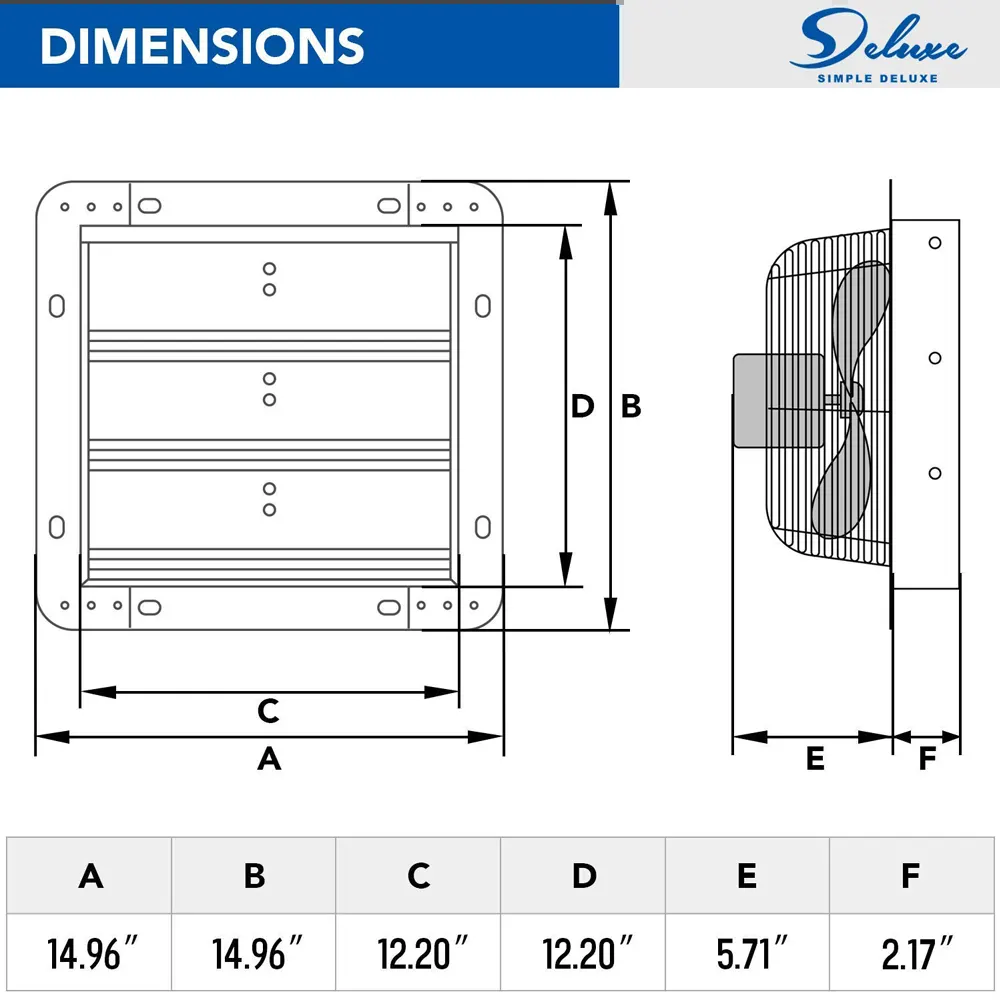 DIMENSIONS
Deluxe
SIMPLE DELUXE
D
B
C
A
E
F
A B C D E F
14.96″ 14.96″ 12.20″ 12.20″ 5.71″ 2.17″